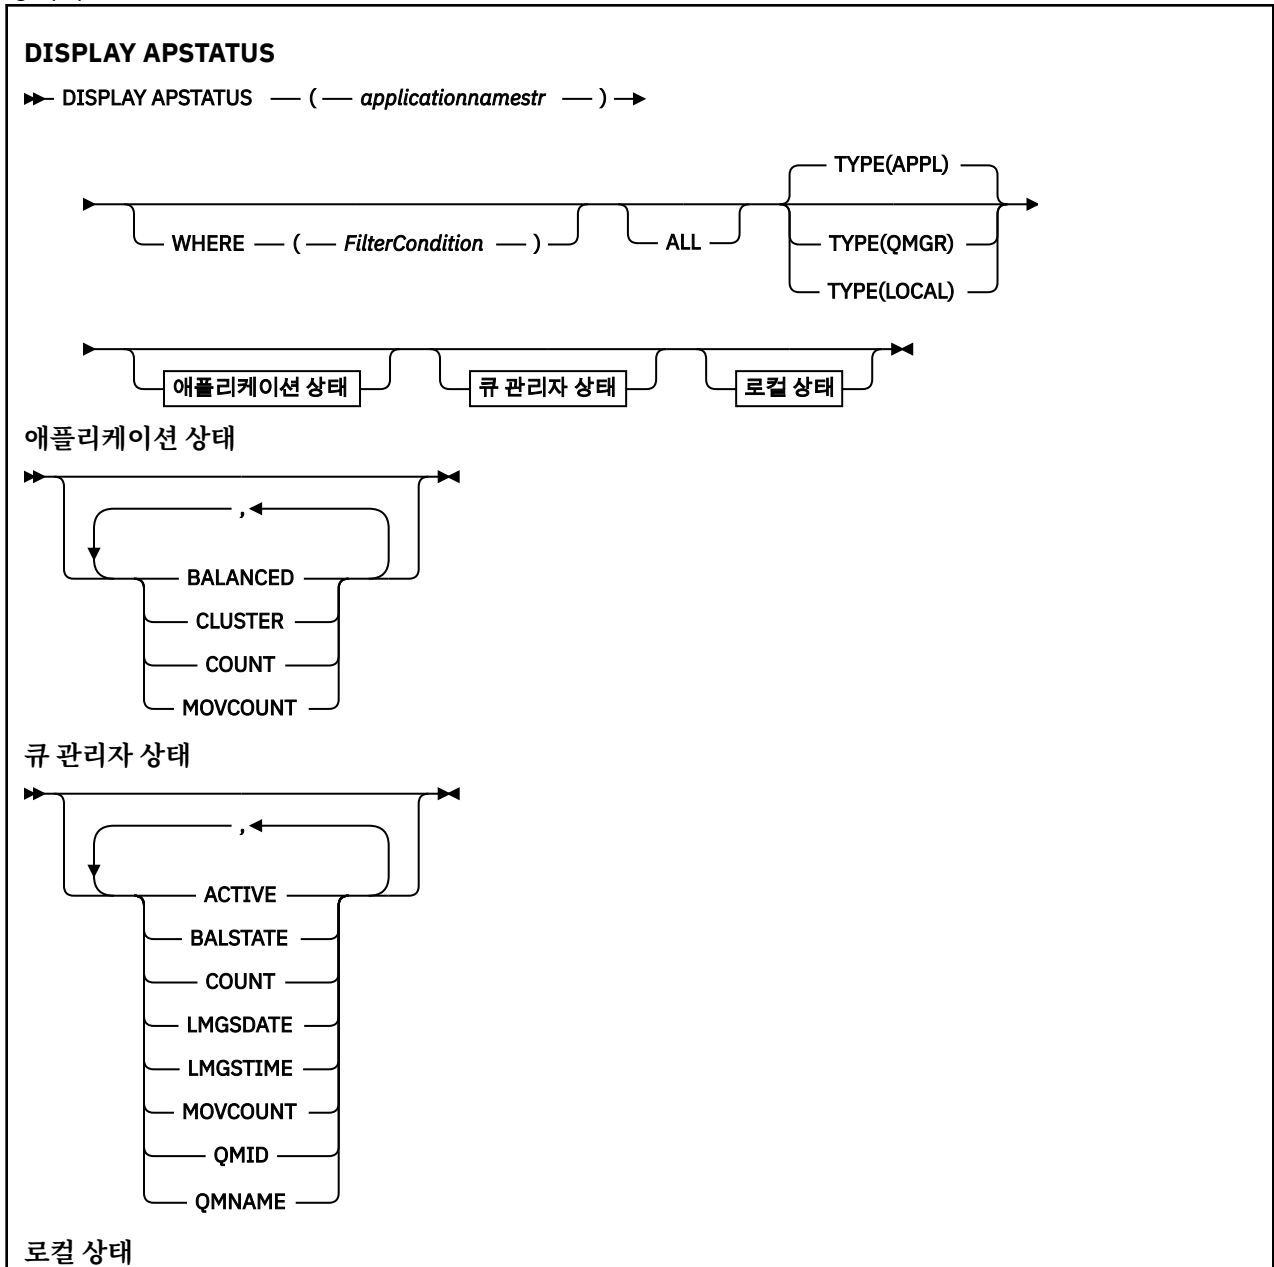 DISPLAY APSTATUS
DISPLAY APSTATUS ( applicationnamestr )
TYPE(APPL)
WHERE ( FilterCondition ) ALL TYPE(QMGR)
TYPE(LOCAL)
애플리케이션 상태 큐 관리자 상태 로컬 상태
애플리케이션 상태
,
BALANCED
CLUSTER
COUNT
MOVCOUNT
큐 관리자 상태
,
ACTIVE
BALSTATE
COUNT
LMGSDATE
LMGSTIME
MOVCOUNT
QMID
QMNAME
로컬 상태